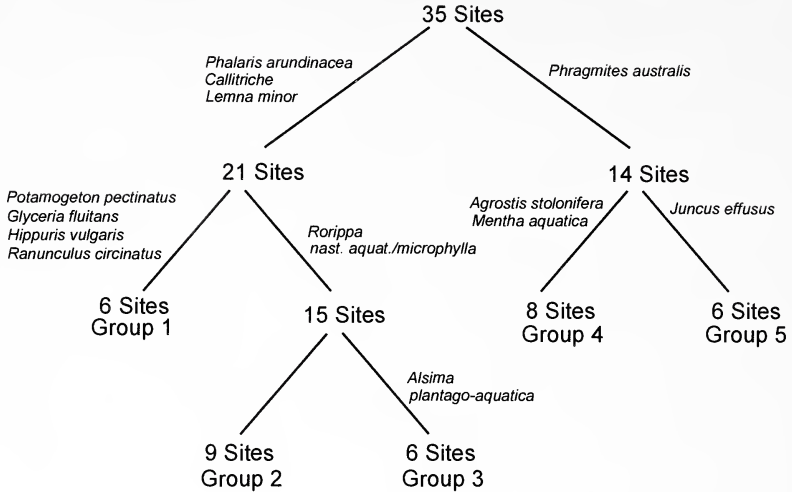 35 Sites
Phalaris arundinacea
Callitriche
Lemna minor
Phragmites australis
21 Sites
14 Sites
Potamogeton pectinatus
Glyceria fluitans
Hippuris vulgaris
Ranunculus circinatus
Rorippa
nast. aquat./microphylla
Agrostis stolonifera
Mentha aquatica
Juncus effusus
6 Sites
Group 1
15 Sites
8 Sites
Group 4
6 Sites
Group 5
Alsima
plantago-aquatica
9 Sites
Group 2
6 Sites
Group 3